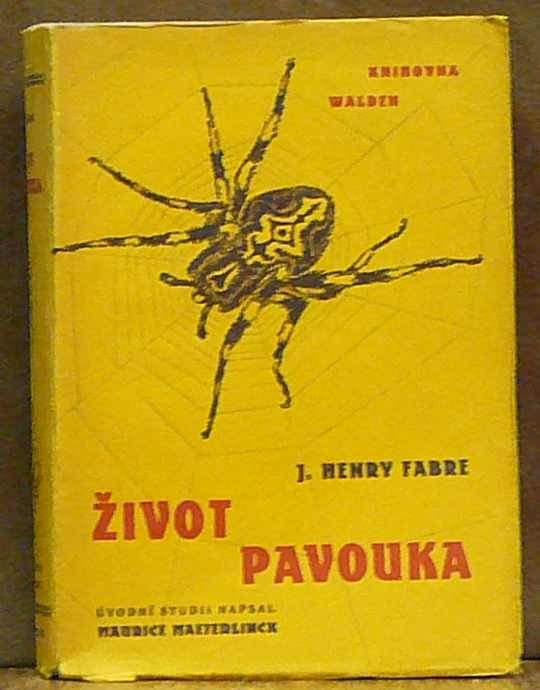 KNIHOVNA
WALDEN
J. HENRY FABRE
ŽIVOT
PAVOUKA
ÚVODNÍ STUDII NAPSAL
MAURICE MAETERLINCK